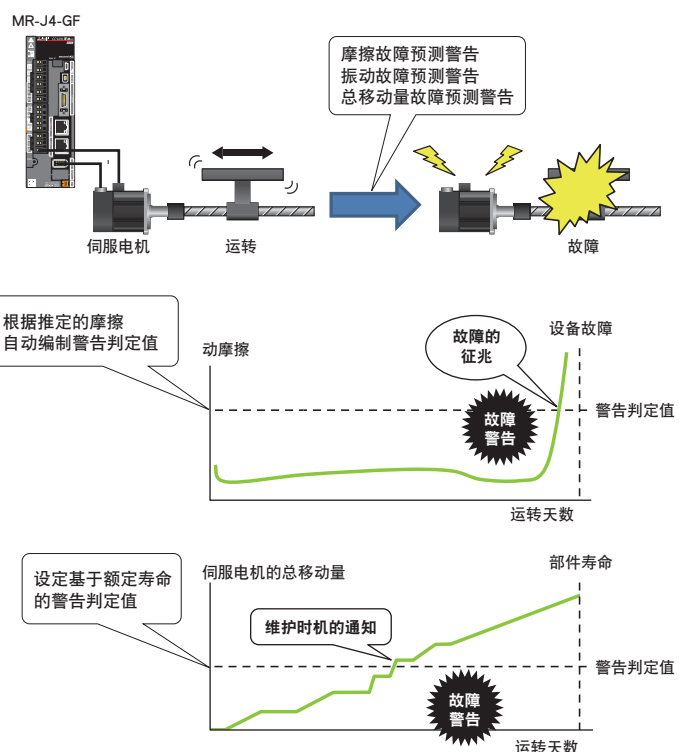 MR-J4-GF
摩擦故障预测警告
振动故障预测警告
总移动量故障预测警告
伺服电机
运转
故障
根据推定的摩擦
自动编制警告判定值
动摩擦
故障的
征兆
设备故障
故障
警告
警告判定值
运转天数
设定基于额定寿命
的警告判定值
伺服电机的总移动量
部件寿命
维护时机的通知
警告判定值
故障
警告
运转天数